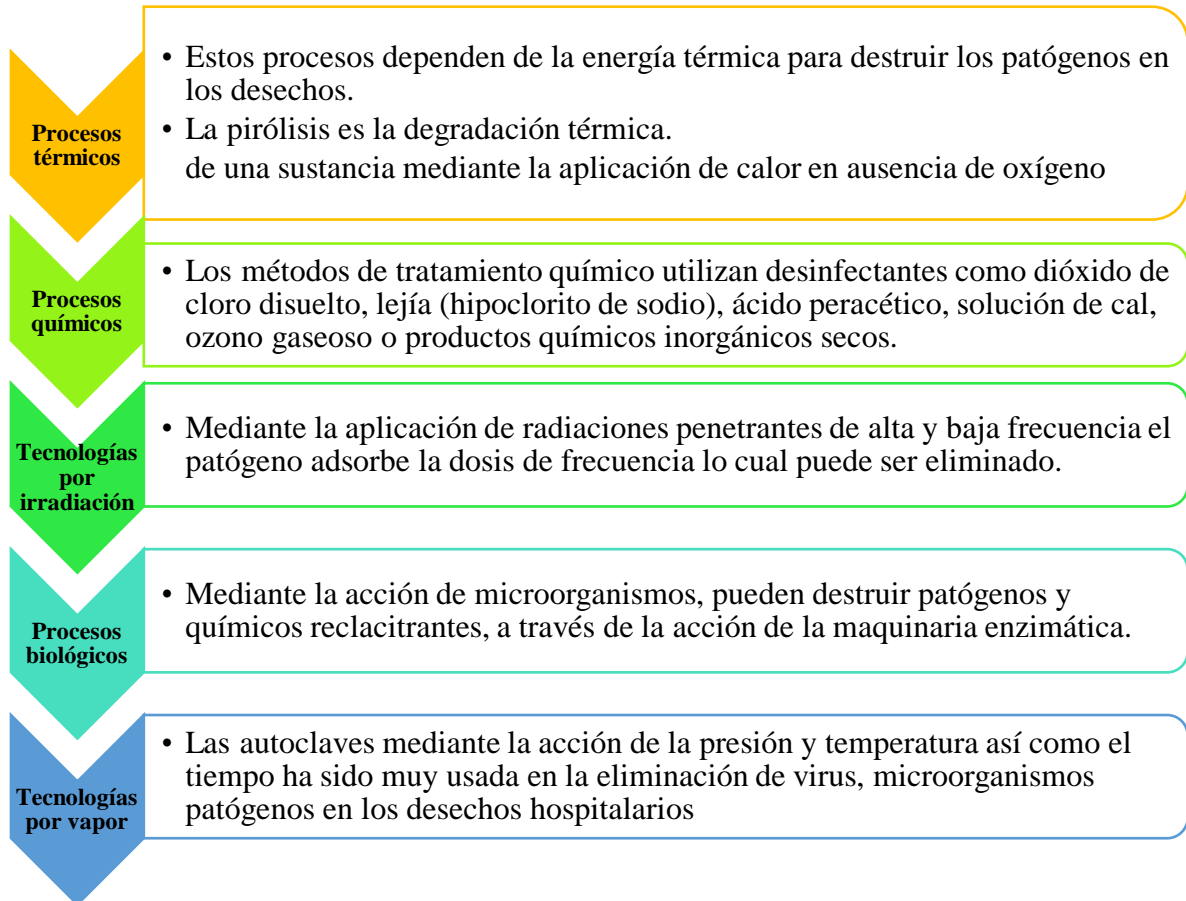 Procesos
térmicos
• Estos procesos dependen de la energía térmica para destruir los patógenos en
los desechos.
• La pirólisis es la degradación térmica.
de una sustancia mediante la aplicación de calor en ausencia de oxígeno
Procesos
químicos
• Los métodos de tratamiento químico utilizan desinfectantes como dióxido de
cloro disuelto, lejía (hipoclorito de sodio), ácido peracético, solución de cal,
ozono gaseoso o productos químicos inorgánicos secos.
Tecnologías
por
irradiación
• Mediante la aplicación de radiaciones penetrantes de alta y baja frecuencia el
patógeno adsorbe la dosis de frecuencia lo cual puede ser eliminado.
Procesos
biológicos
• Mediante la acción de microorganismos, pueden destruir patógenos y
químicos reclacitrantes, a través de la acción de la maquinaria enzimática.
Tecnologías
por vapor
• Las autoclaves mediante la acción de la presión y temperatura así como el
tiempo ha sido muy usada en la eliminación de virus, microorganismos
patógenos en los desechos hospitalarios